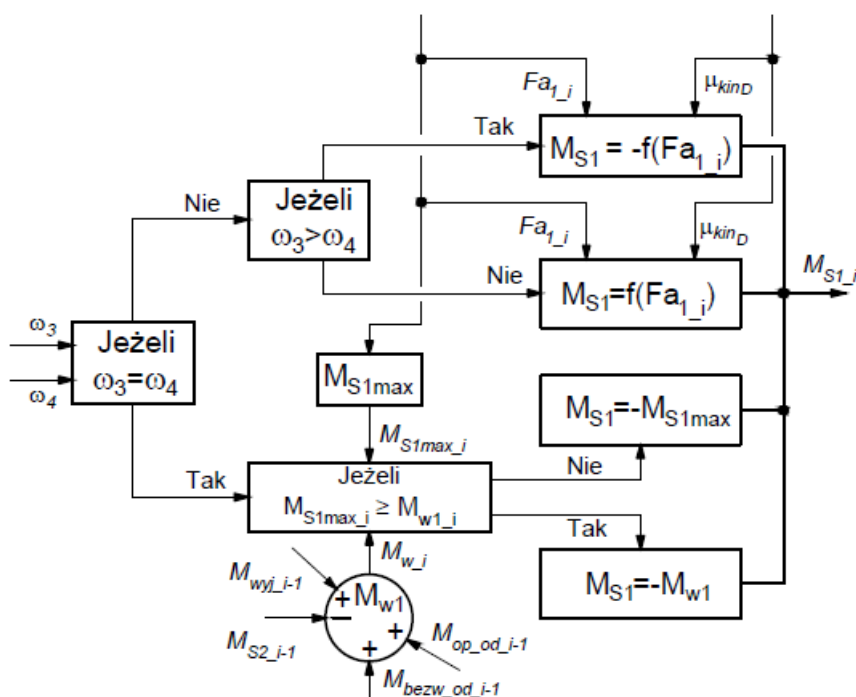 Fa1_i
μkinD
Tak
MS1 = -f(Fa1_i)
Nie
Jeżeli
ω3>ω4
Fa1_i
μkinD
Nie
MS1=f(Fa1_i)
MS1_i
ω3
ω4
Jeżeli
ω3=ω4
MS1max
MS1max_i
MS1=-MS1max
Tak
Jeżeli
MS1max_i ≥ Mw1_i
Nie
Tak
Mw_i
MS1=-Mw1
Mwyj_i-1
+
Mw1
MS2_i-1
−
+
+
Mop_od_i-1
Mbezw_od_i-1